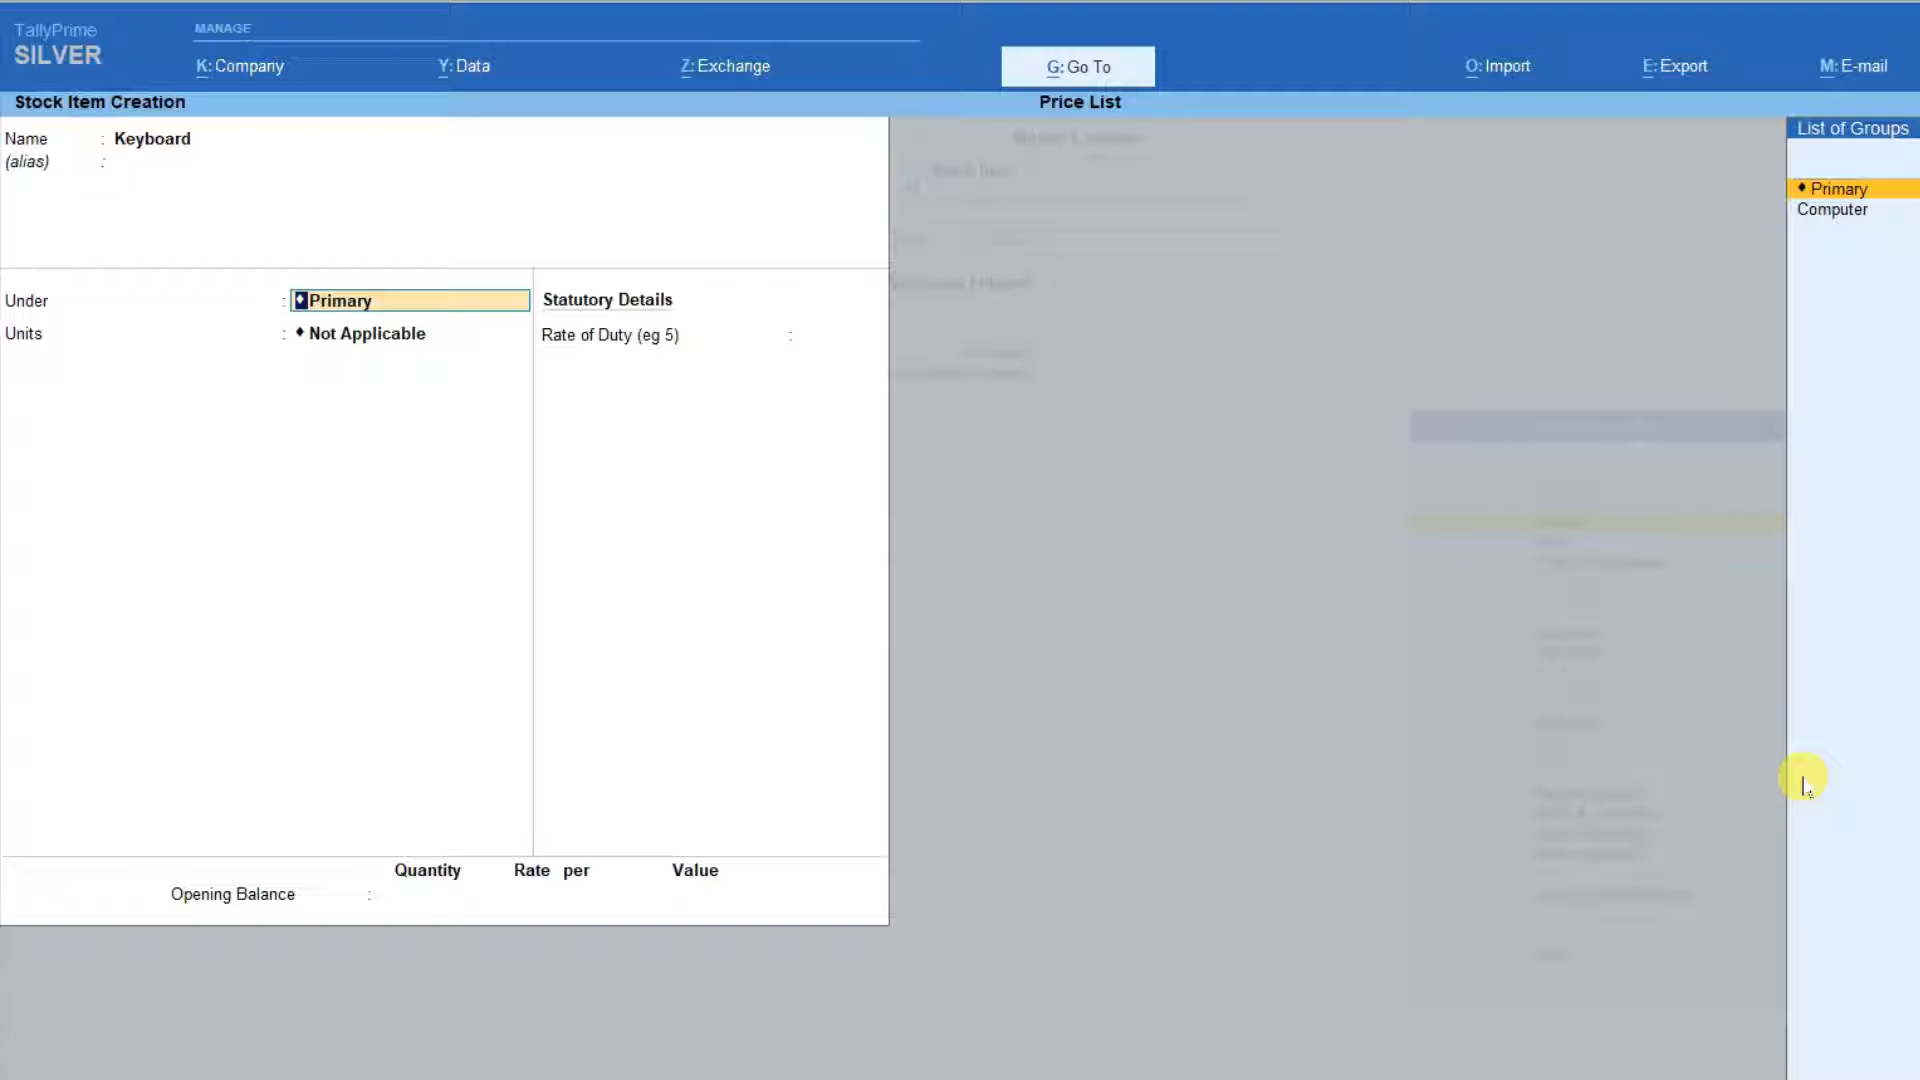 TallyPrime
SILVER
MANAGE
K: Company
Y: Data
Z: Exchange
G: Go To
O: Import
E: Export
M: E-mail
Stock Item Creation
Price List
Name : Keyboard
(alias) :
List of Groups
♦ Primary
Computer
Under : ♦ Primary
Units : ♦ Not Applicable
Statutory Details
Rate of Duty (eg 5) :
Quantity Rate per Value
Opening Balance :